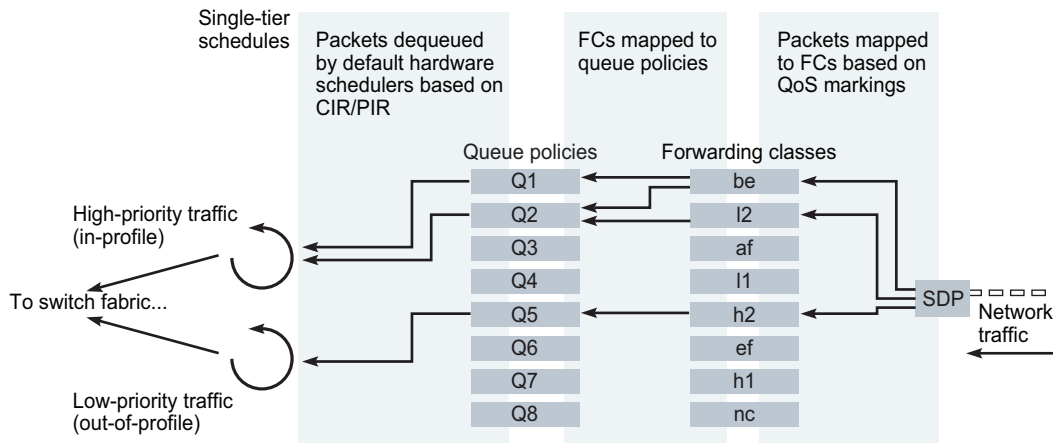 Single-tier
schedules
Packets dequeued
by default hardware
schedulers based on
CIR/PIR
FCs mapped to
queue policies
Packets mapped
to FCs based on
QoS markings
Queue policies
Forwarding classes
Q1
be
Q2
l2
Q3
af
Q4
l1
Q5
h2
Q6
ef
Q7
h1
Q8
nc
High-priority traffic
(in-profile)
To switch fabric...
Low-priority traffic
(out-of-profile)
SDP
Network
traffic